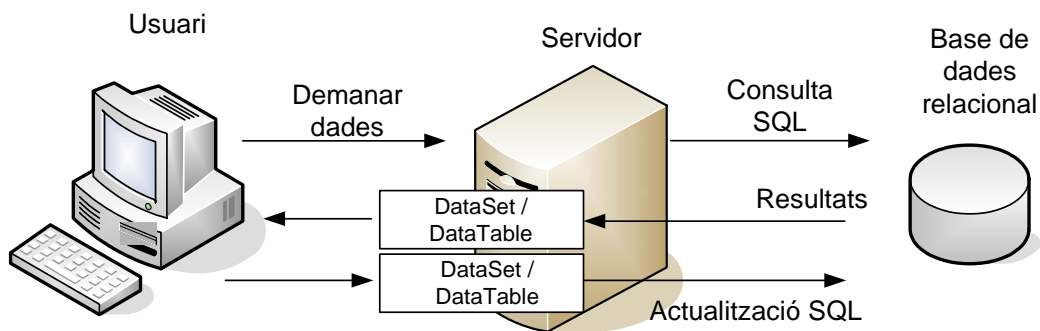 Usuari
Servidor
Base de
dades
relacional
Demanar
dades
Consulta
SQL
DataSet /
DataTable
Resultats
DataSet /
DataTable
Actualització SQL